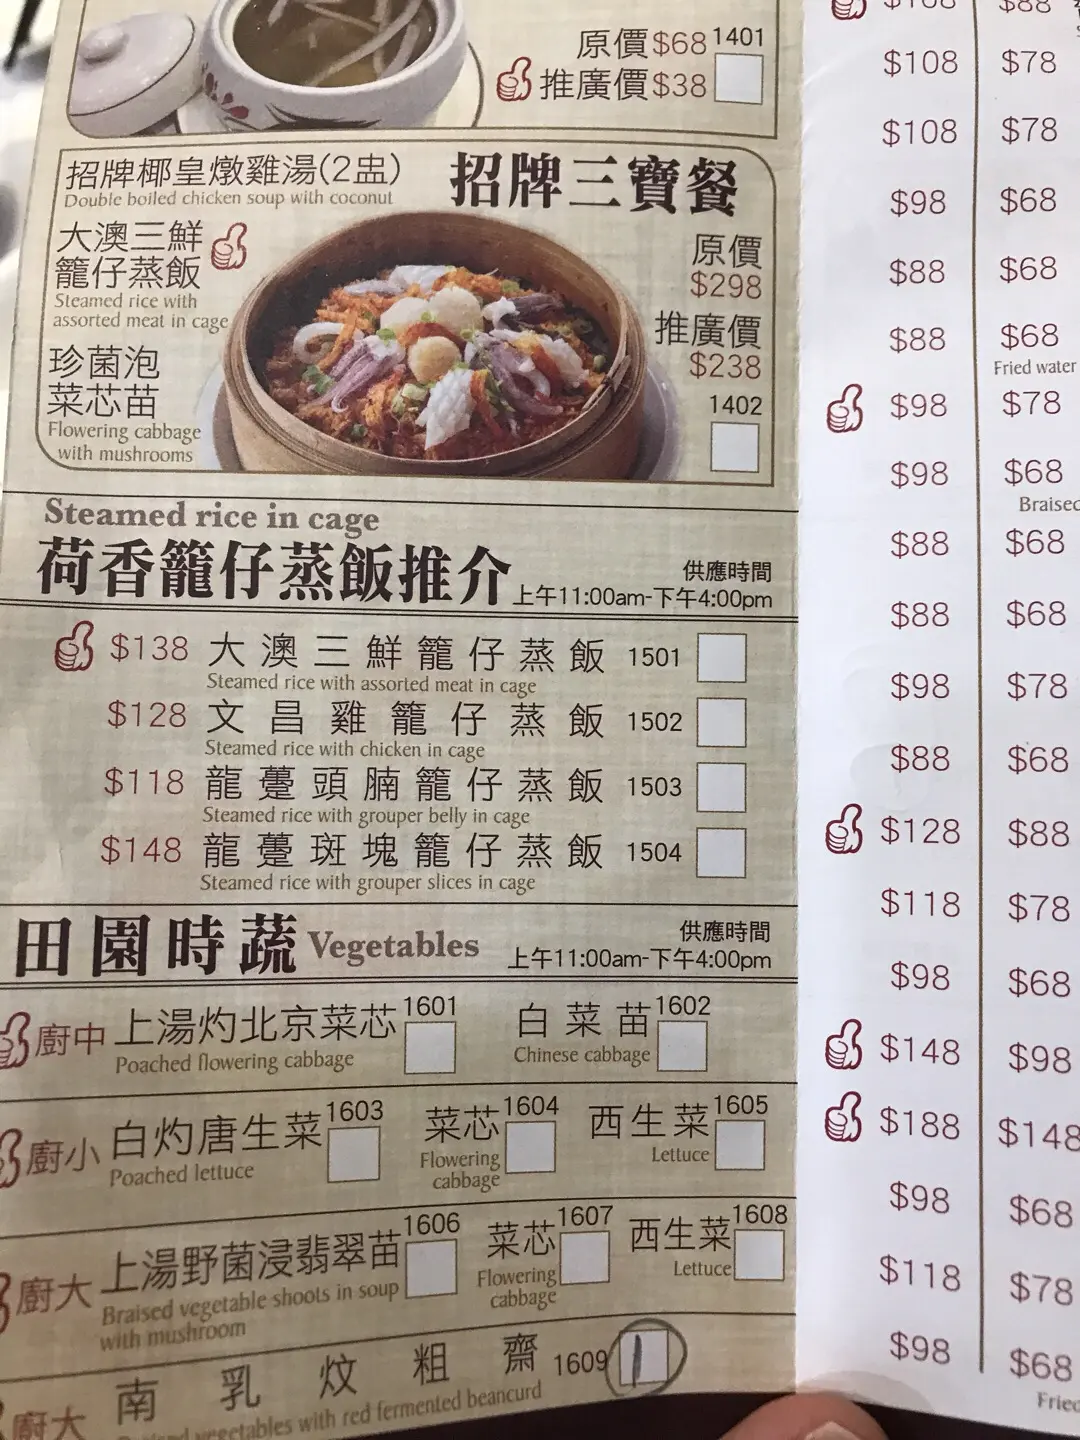 原價$68 1401
推廣價$38
招牌椰皇燉雞湯(2盅)
Double boiled chicken soup with coconut
招牌三寶餐
大澳三鮮
籠仔蒸飯
Steamed rice with
assorted meat in cage
珍菌泡
菜芯苗
Flowering cabbage
with mushrooms
原價
$298
推廣價
$238
1402
Steamed rice in cage
荷香籠仔蒸飯推介
供應時間
上午11:00am-下午4:00pm
$138 大澳三鮮籠仔蒸飯 1501
Steamed rice with assorted meat in cage
$128 文昌雞籠仔蒸飯 1502
Steamed rice with chicken in cage
$118 龍躉頭腩籠仔蒸飯 1503
Steamed rice with grouper belly in cage
$148 龍躉斑塊籠仔蒸飯 1504
Steamed rice with grouper slices in cage
田園時蔬 Vegetables
供應時間
上午11:00am-下午4:00pm
廚中 上湯灼北京菜芯 1601 白菜苗 1602
Poached flowering cabbage Chinese cabbage
廚小 白灼唐生菜 1603 菜芯 1604 西生菜 1605
Poached lettuce Flowering cabbage Lettuce
廚大 上湯野菌浸翡翠苗 1606 菜芯 1607 西生菜 1608
Braised vegetable shoots in soup
with mushroom
Flowering
cabbage
Lettuce
廚大 南乳炆粗齋 1609 1
vegetables with red fermented beancurd
$108 $88
$108 $78
$108 $78
$98 $68
$88 $68
$88 $68
Fried water
$98 $78
$98 $68
Braised
$88 $68
$88 $68
$98 $78
$88 $68
$128 $88
$118 $78
$98 $68
$148 $98
$188 $148
$98 $68
$118 $78
$98 $68
Fried